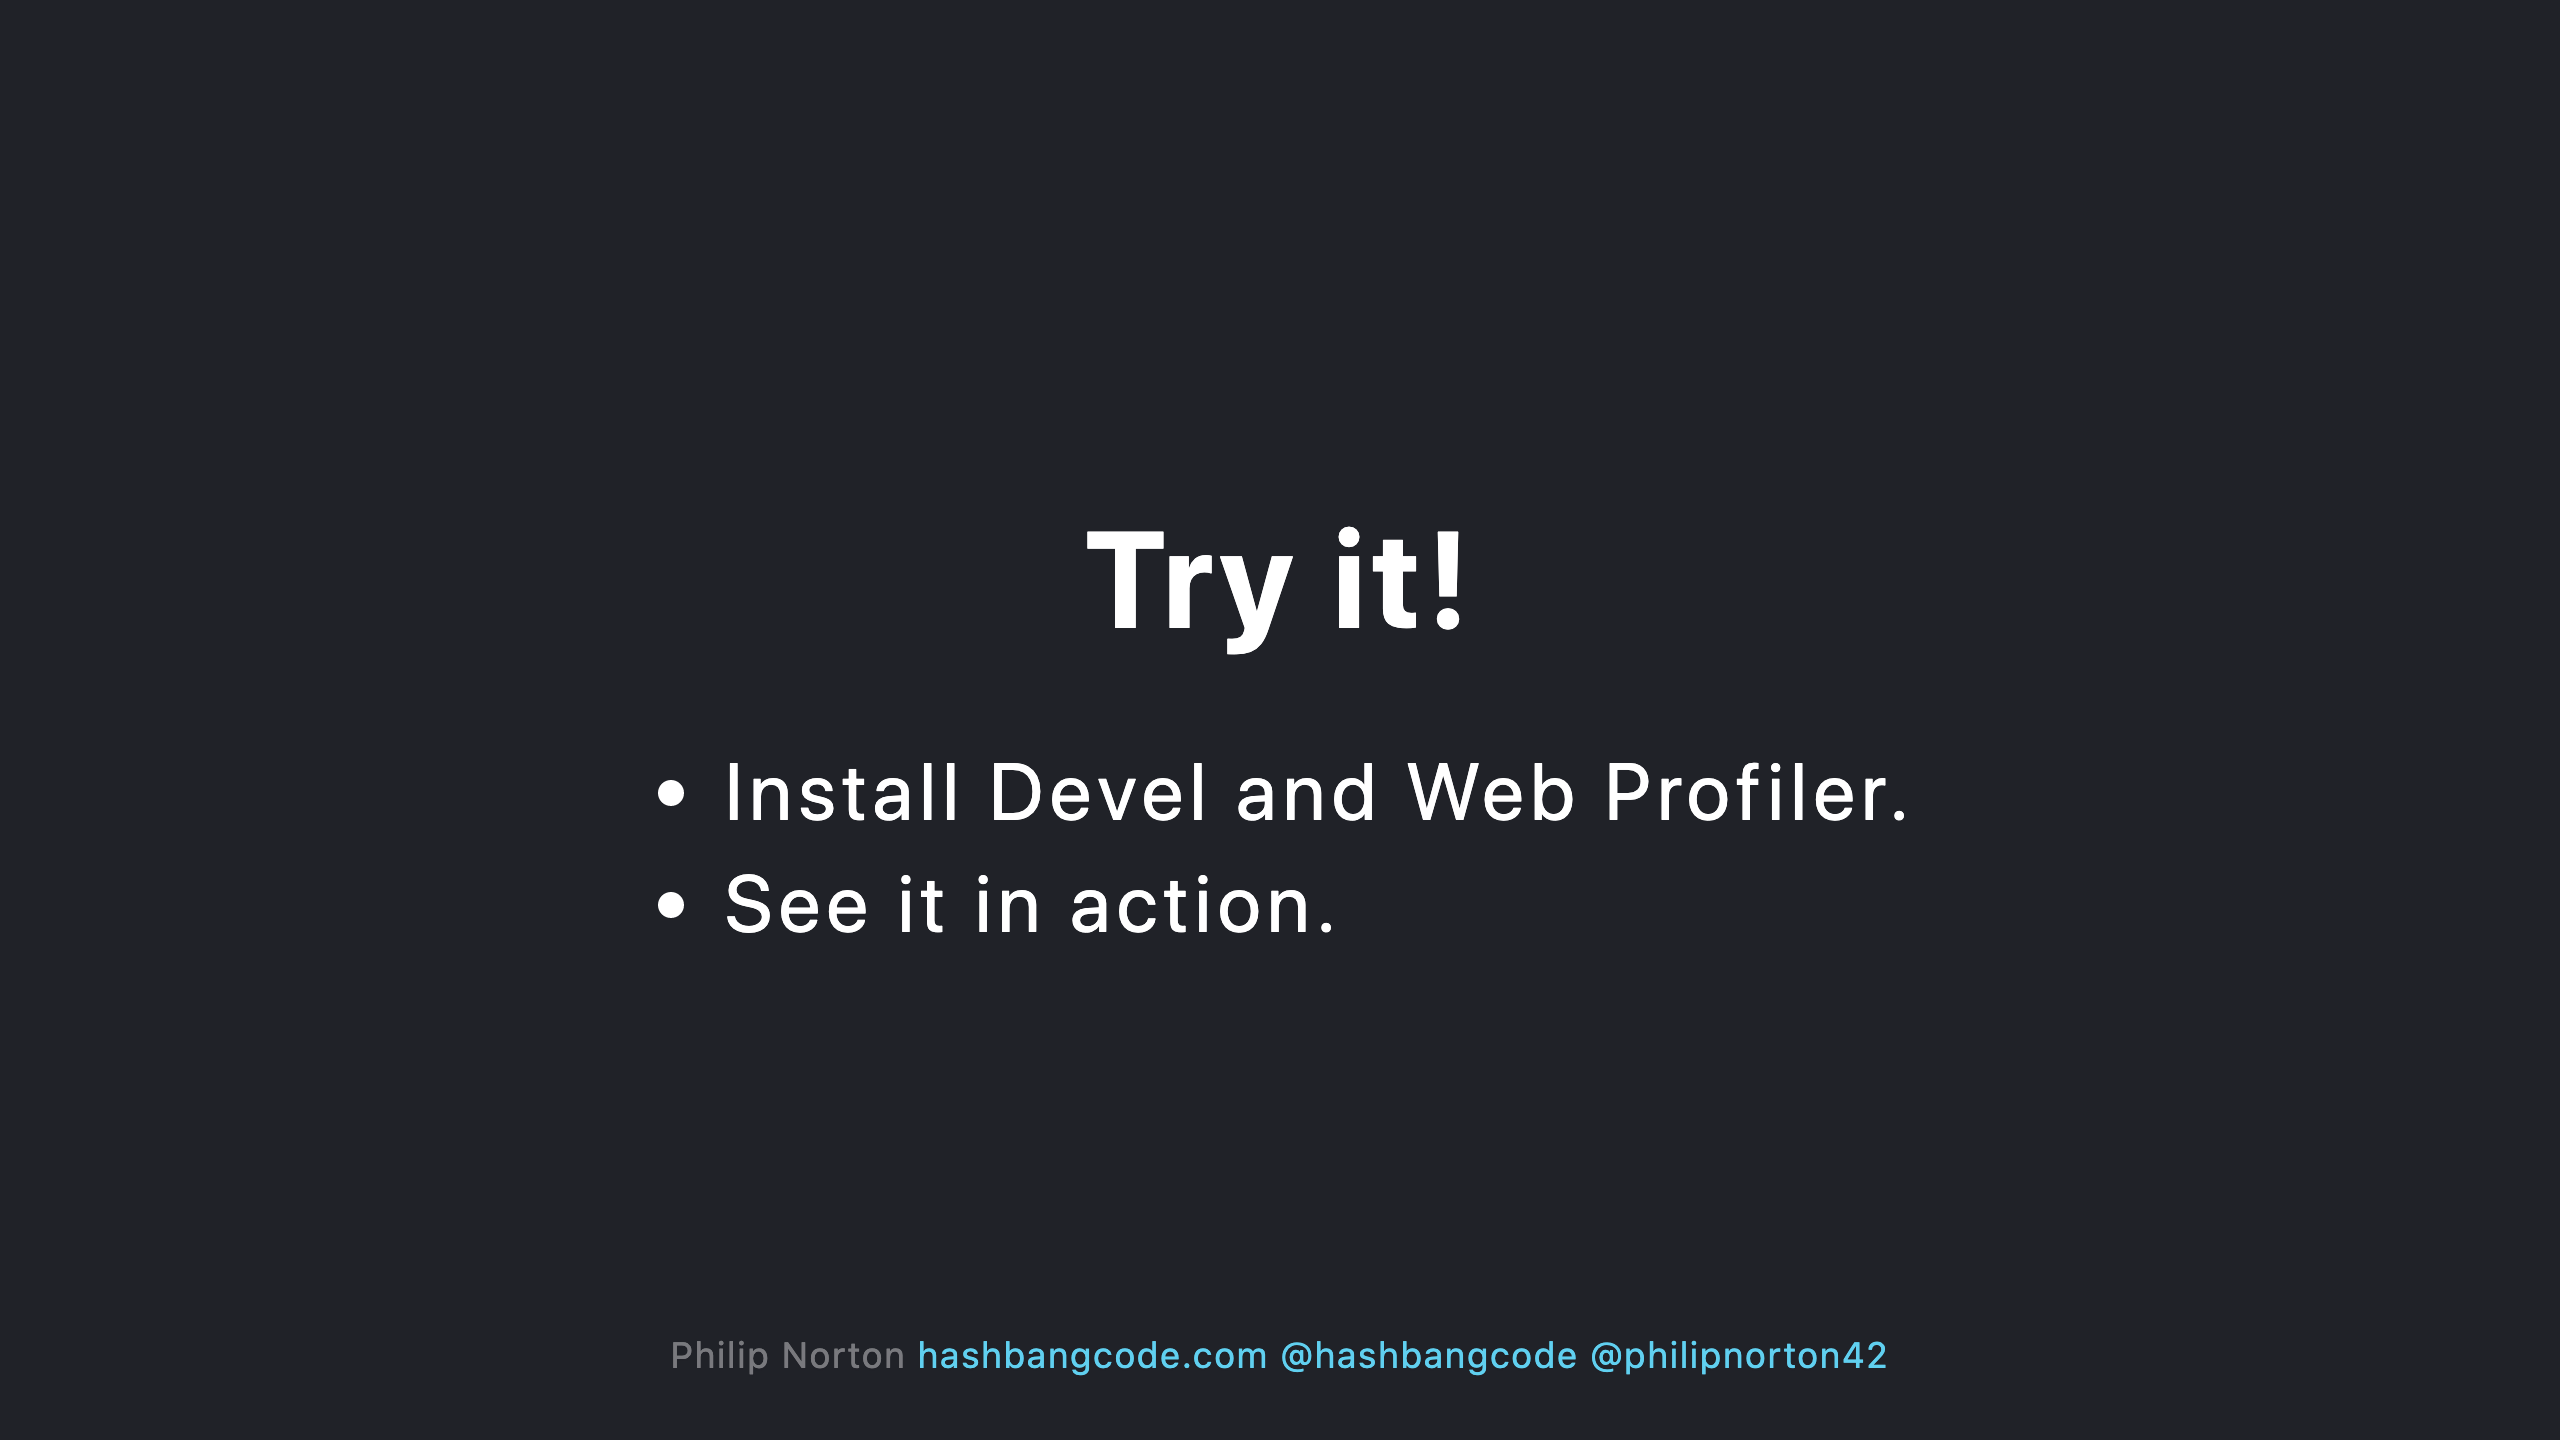 Try it!
• Install Devel and Web Profiler.
• See it in action.
Philip Norton hashbangcode.com @hashbangcode @philipnorton42